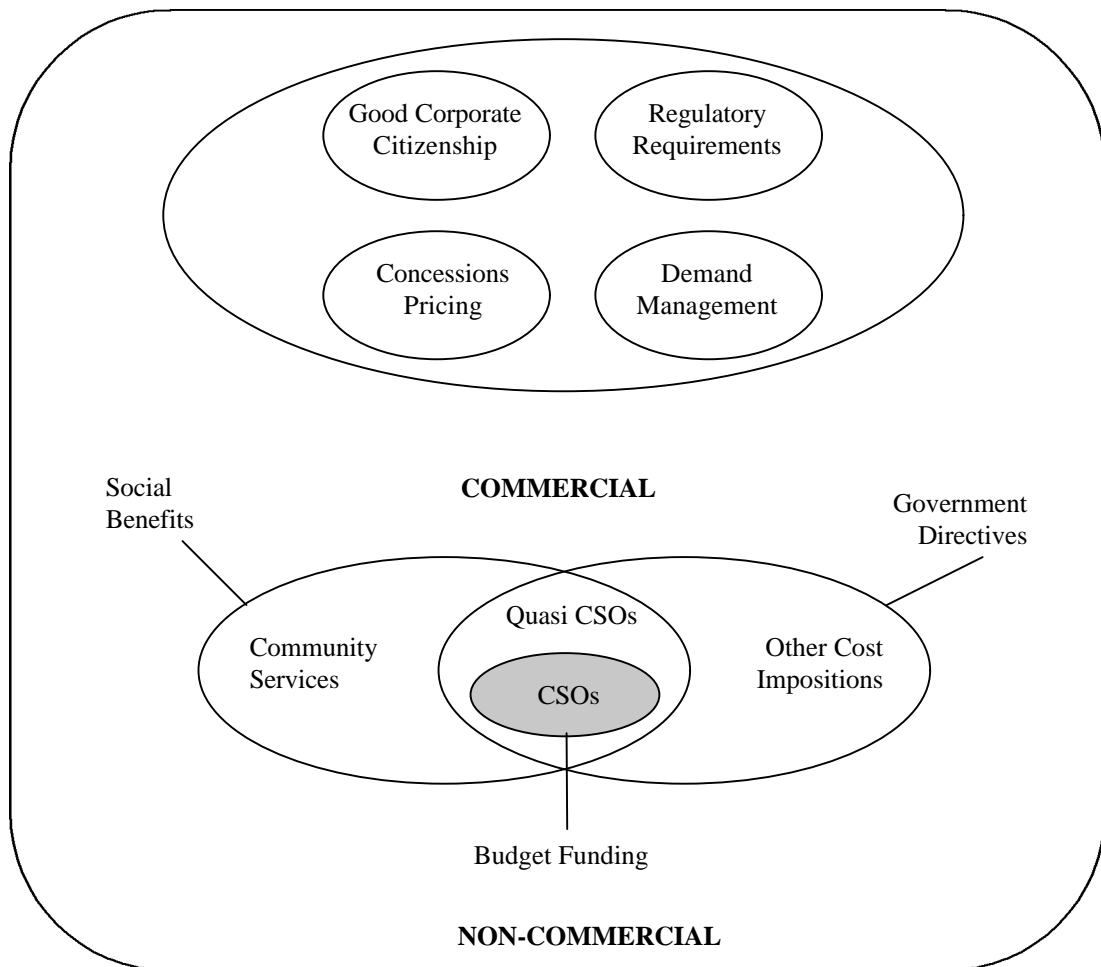 Good Corporate
Citizenship
Regulatory
Requirements
Concessions
Pricing
Demand
Management
COMMERCIAL
Social
Benefits
Government
Directives
Quasi CSOs
Community
Services
Other Cost
Impositions
CSOs
Budget Funding
NON-COMMERCIAL